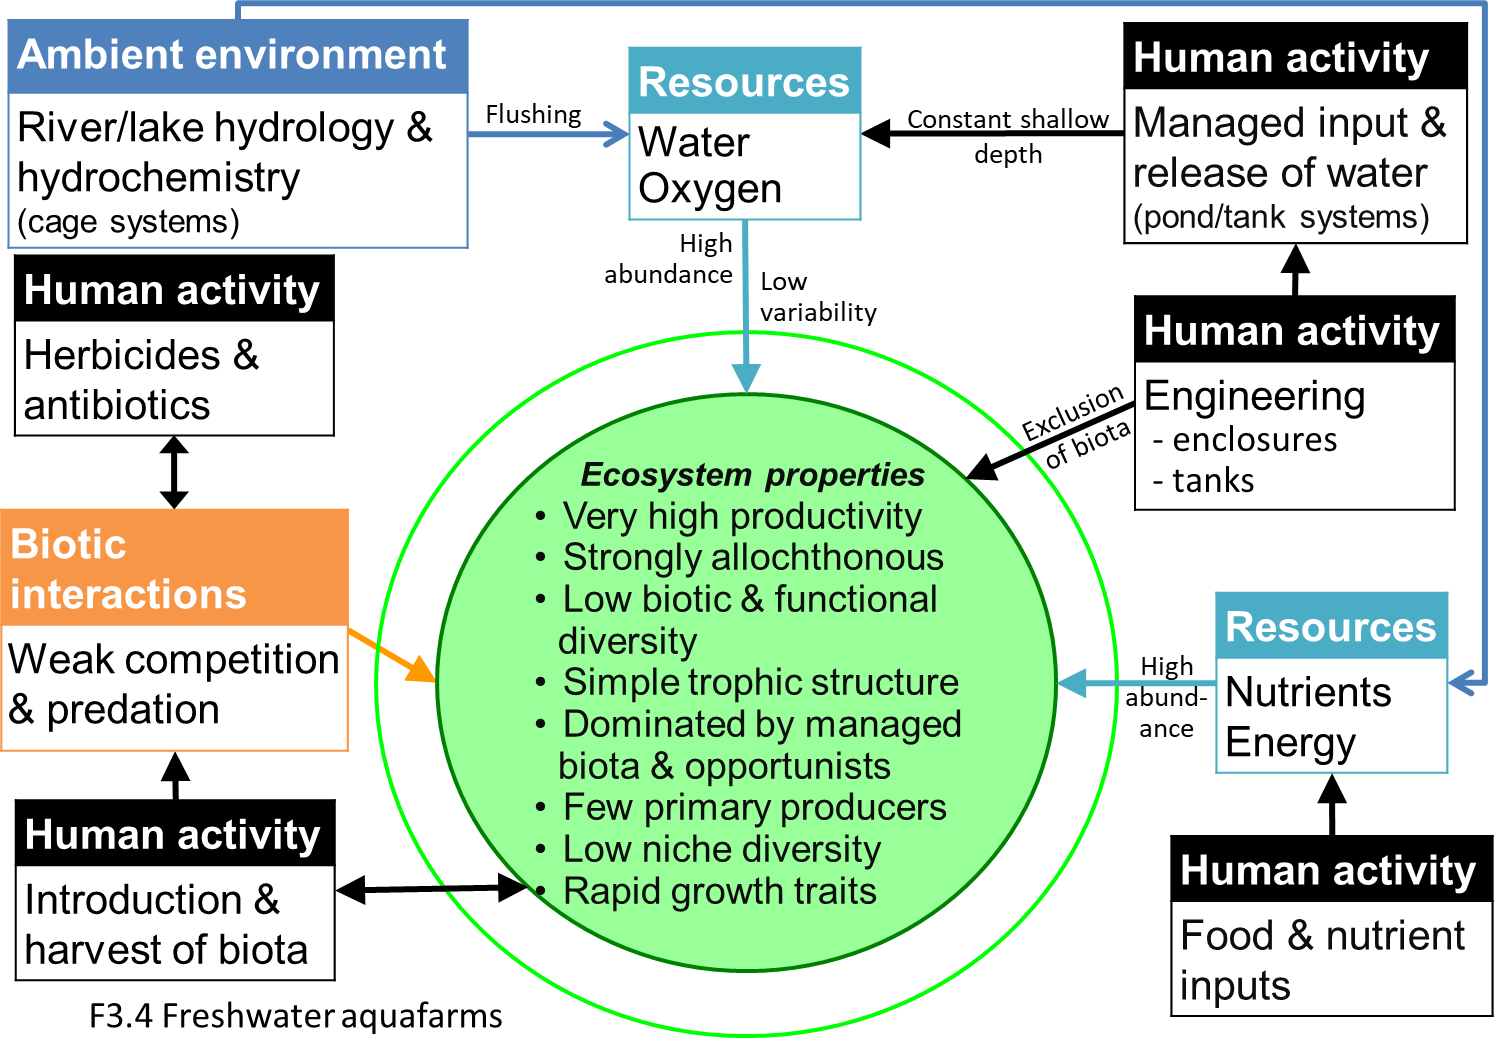 Ambient environment
River/lake hydrology &
hydrochemistry
(cage systems)
Flushing
Resources
Water
Oxygen
Constant shallow
depth
Human activity
Managed input &
release of water
(pond/tank systems)
High
abundance
Low
variability
Human activity
Herbicides &
antibiotics
Human activity
Engineering
- enclosures
- tanks
Exclusion
of biota
Biotic
interactions
Weak competition
& predation
Ecosystem properties
• Very high productivity
• Strongly allochthonous
• Low biotic & functional
diversity
• Simple trophic structure
• Dominated by managed
biota & opportunists
• Few primary producers
• Low niche diversity
• Rapid growth traits
High
abund-
ance
Resources
Nutrients
Energy
Human activity
Introduction &
harvest of biota
Human activity
Food & nutrient
inputs
F3.4 Freshwater aquafarms